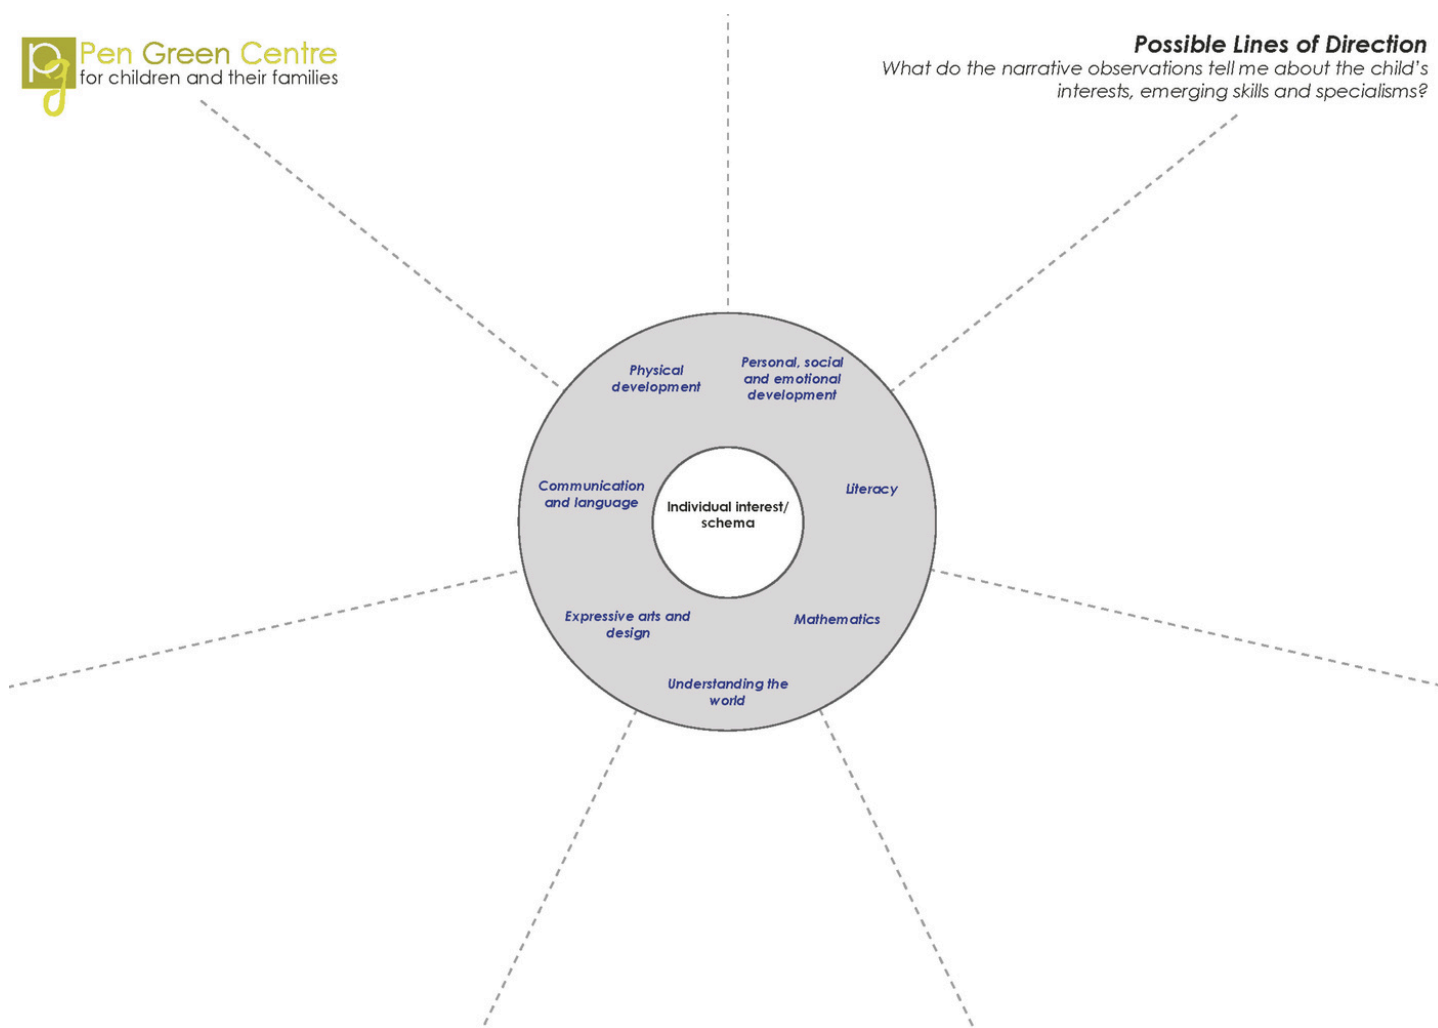 Pen Green Centre
for children and their families
Possible Lines of Direction
What do the narrative observations tell me about the child's
interests, emerging skills and specialisms?
Physical
development
Personal, social
and emotional
development
Communication
and language
Literacy
Individual interest/
schema
Expressive arts and
design
Mathematics
Understanding the
world